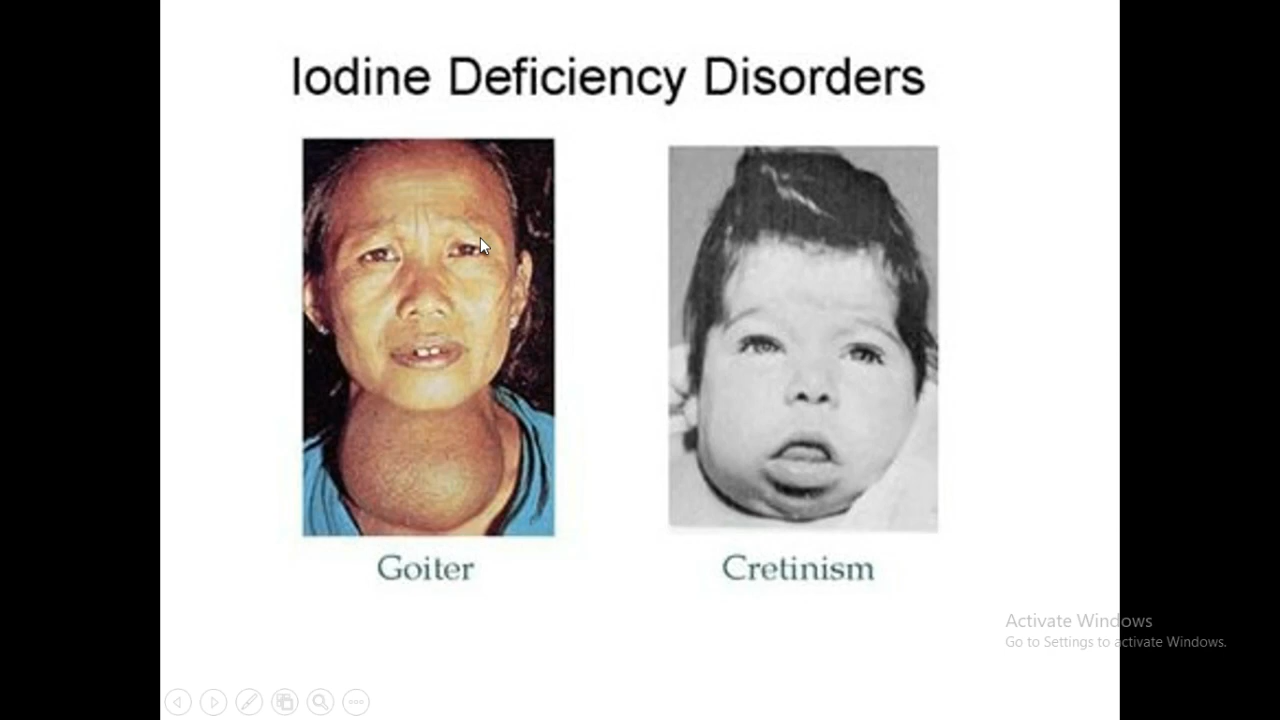 Iodine Deficiency Disorders
Goiter
Cretinism
Activate Windows
Go to Settings to activate Windows.